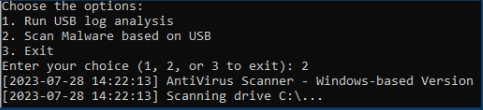 Choose the options:
1. Run USB log analysis
2. Scan Malware based on USB
3. Exit
Enter your choice (1, 2, or 3 to exit): 2
[2023-07-28 14:22:13] AntiVirus Scanner - Windows-based Version
[2023-07-28 14:22:13] Scanning drive C:\...